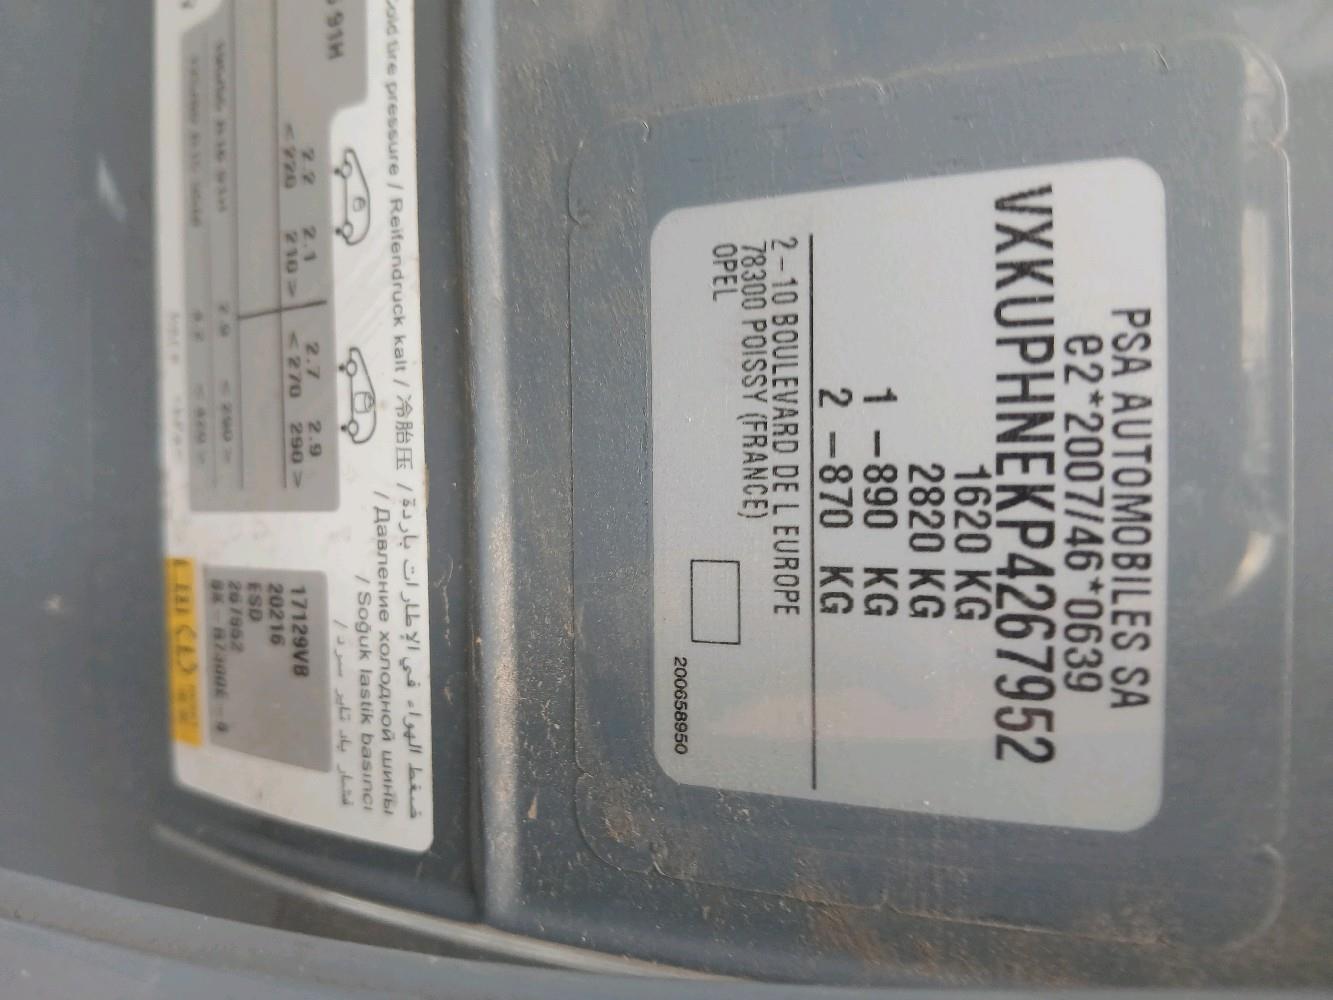 PSA AUTOMOBILES SA
e2*2007/46*0639
VXKUPHNEKP4267952
1620 KG
2820 KG
1 –890 KG
2 –870 KG
2–10 BOULEVARD DE L EUROPE
78300 POISSY (FRANCE)
OPEL
200658950
Cold tire pressure / Reifendruck kalt / 冷胎压 / ضغط الهواء في الإطارات باردة
/ Давление холодной шины
/ Soğuk lastik basıncı
91H
2.2 2.1 2.7 2.9
< 220 210 > < 270 290 >
17129VB
20216
ESD
267852